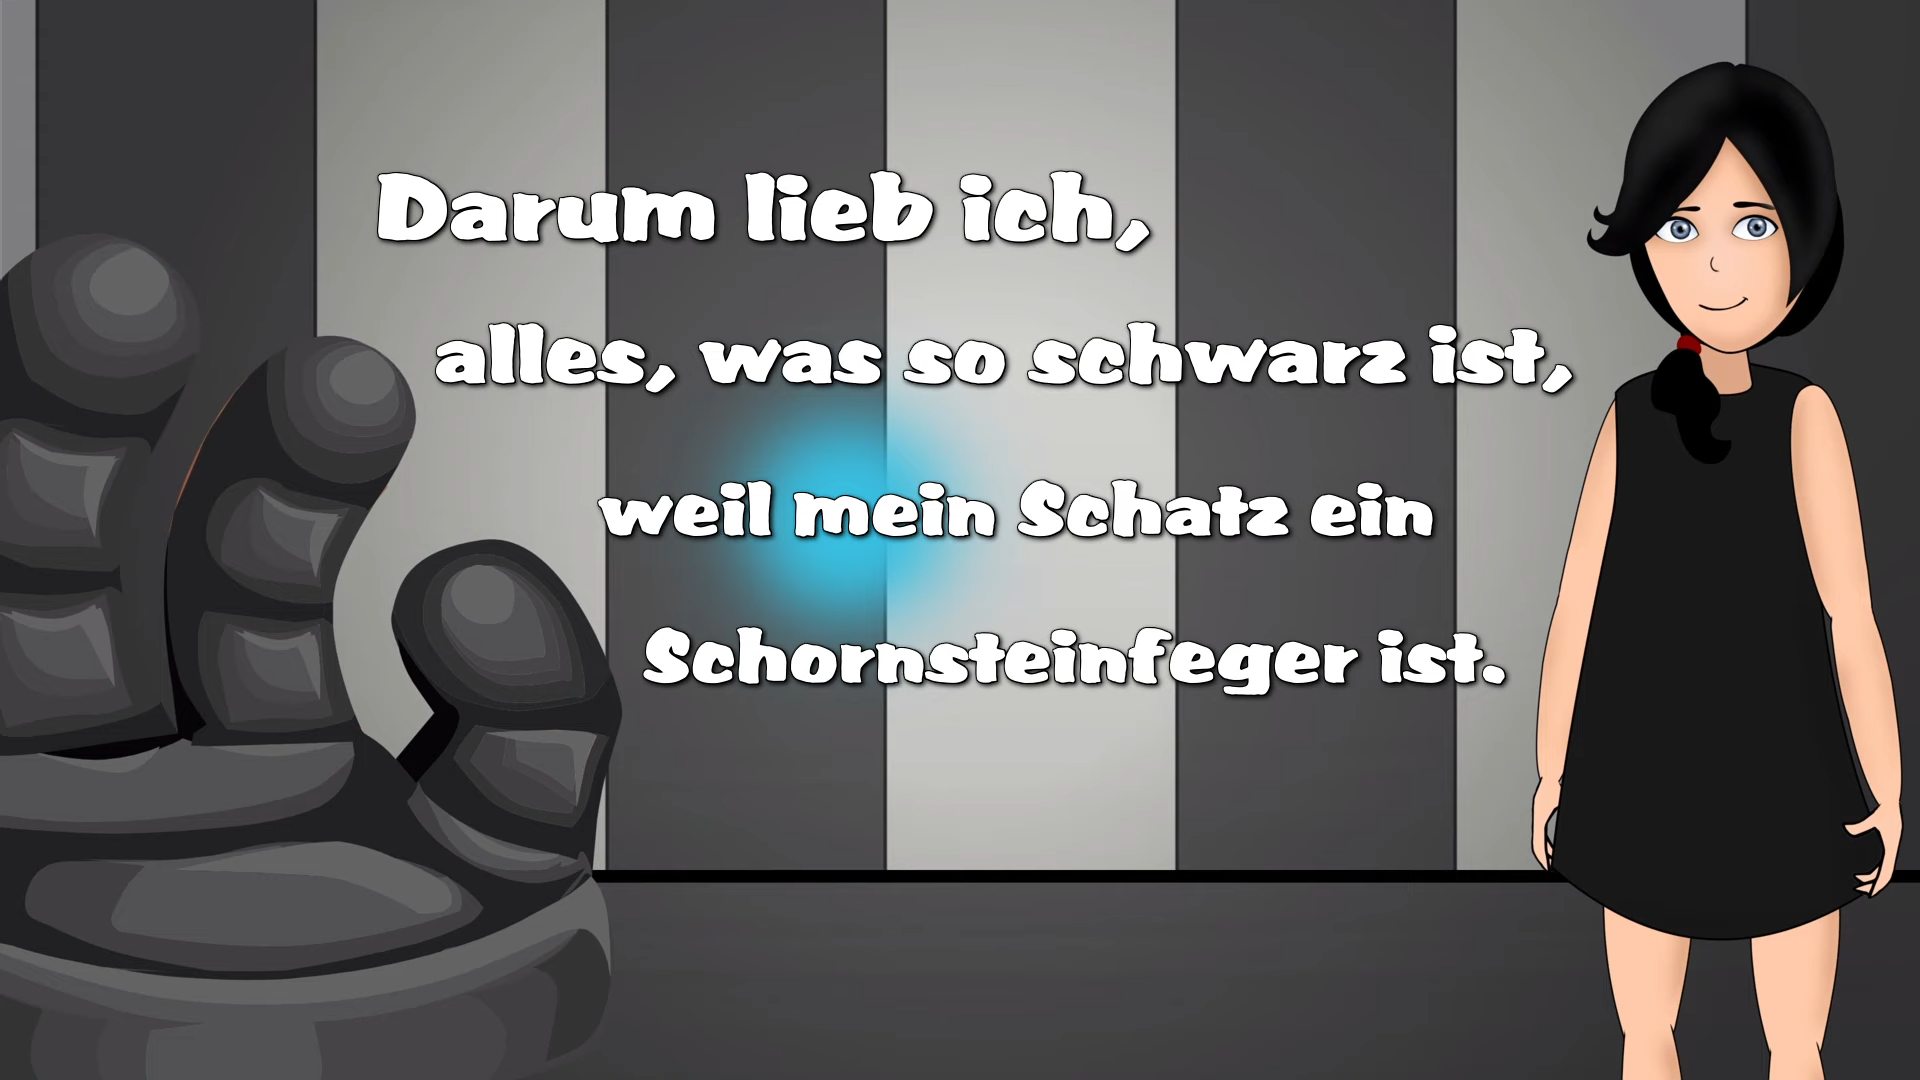 Darum lieb ich,
alles, was so schwarz ist,
weil mein Schatz ein
Schornsteinfeger ist.